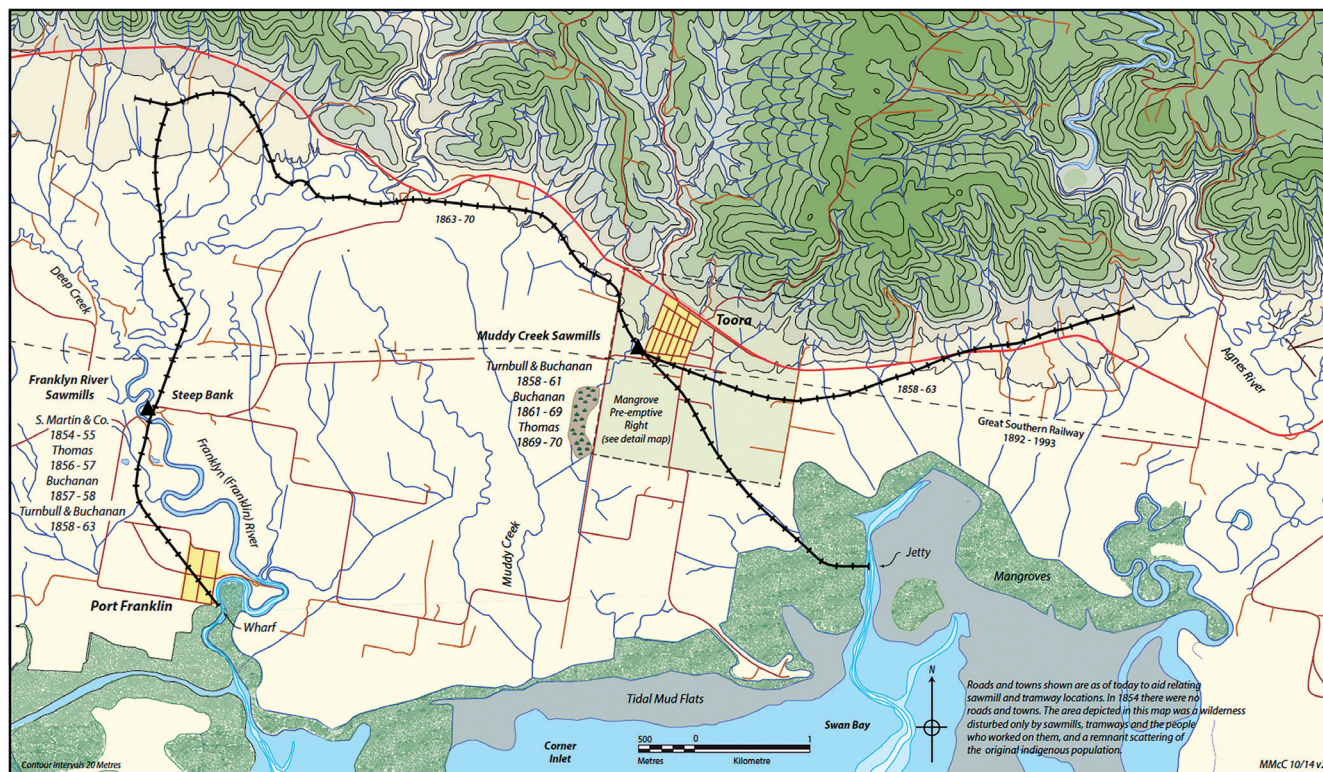 1863 - 70
Deep Creek
Toora
Muddy Creek Sawmills
Turnbull & Buchanan
1858 - 61
Buchanan
1861 - 69
Thomas
1869 - 70
Franklyn River
Sawmills
Steep Bank
S. Martin & Co.
1854 - 55
Thomas
1856 - 57
Buchanan
1857 - 58
Turnbull & Buchanan
1858 - 63
Franklyn (Franklin) River
Mangrove
Pre-emptive
Right
(see detail map)
1858 - 63
Agnes River
Great Southern Railway
1892 - 1993
Muddy Creek
Jetty
Mangroves
Port Franklin
Wharf
Tidal Mud Flats
Swan Bay
Corner
Inlet
N
500 0 1
Metres Kilometre
Roads and towns shown are as of today to aid relating
sawmill and tramway locations. In 1854 there were no
roads and towns. The area depicted in this map was a wilderness
disturbed only by sawmills, tramways and the people
who worked on them, and a remnant scattering of
the original indigenous population.
Contour Intervals 20 Metres